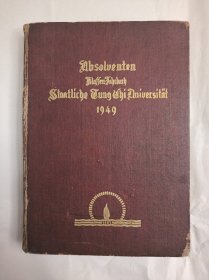 Absolventen
Klassen-Jahrbuch
Staatliche Tung Chi Universität
1949